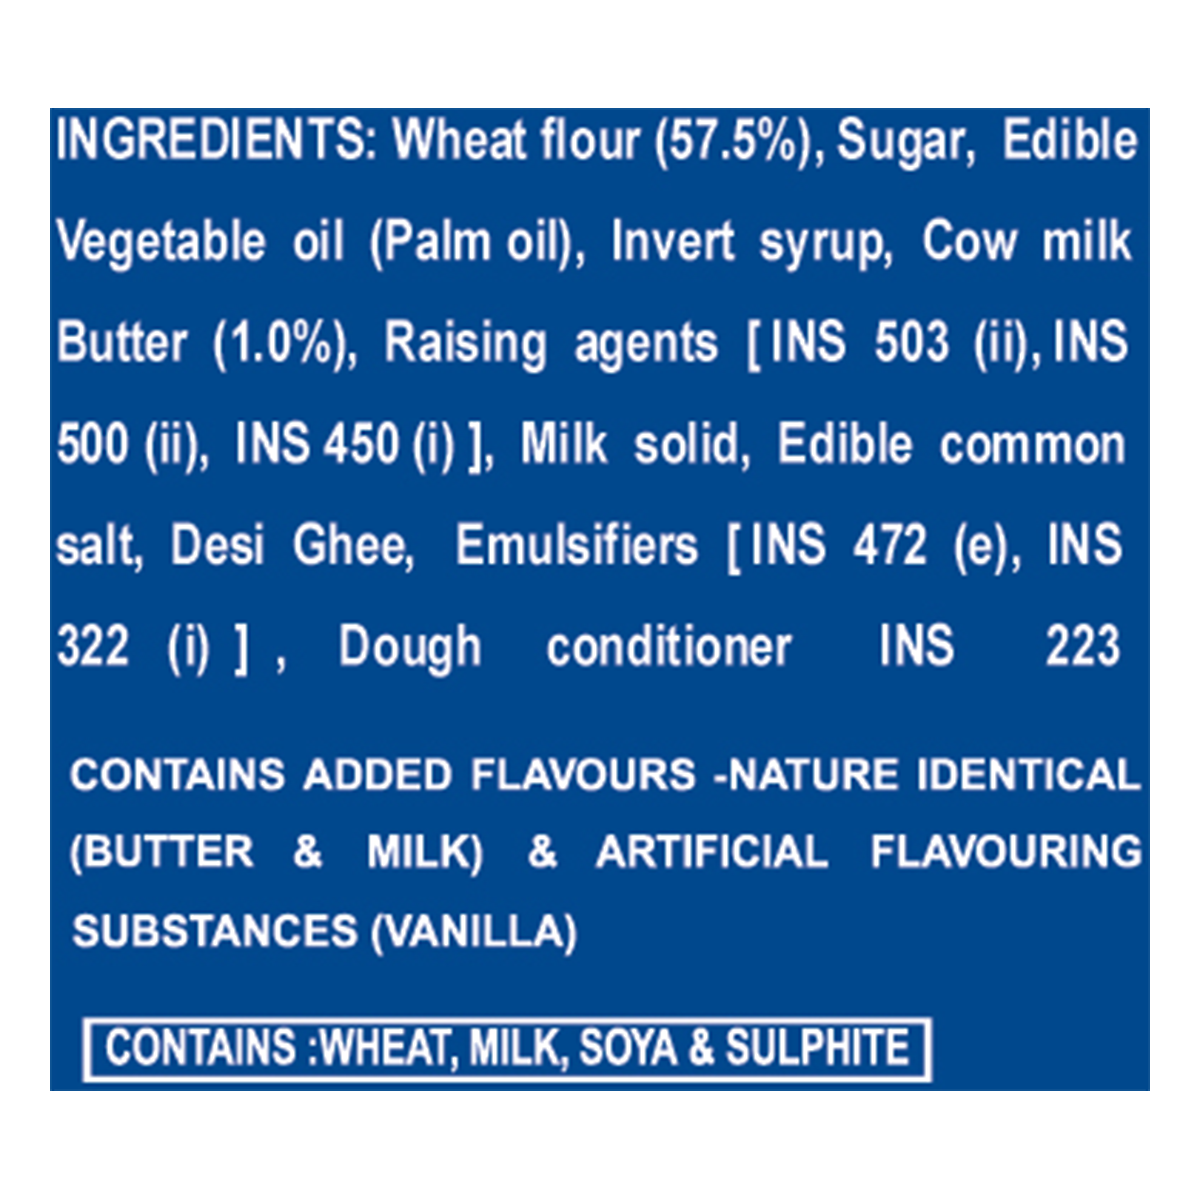 INGREDIENTS: Wheat flour (57.5%), Sugar, Edible
Vegetable oil (Palm oil), Invert syrup, Cow milk
Butter (1.0%), Raising agents [ INS 503 (ii), INS
500 (ii), INS 450 (i) ], Milk solid, Edible common
salt, Desi Ghee, Emulsifiers [ INS 472 (e), INS
322 (i) ] , Dough conditioner INS 223
CONTAINS ADDED FLAVOURS -NATURE IDENTICAL
(BUTTER & MILK) & ARTIFICIAL FLAVOURING
SUBSTANCES (VANILLA)
CONTAINS :WHEAT, MILK, SOYA & SULPHITE